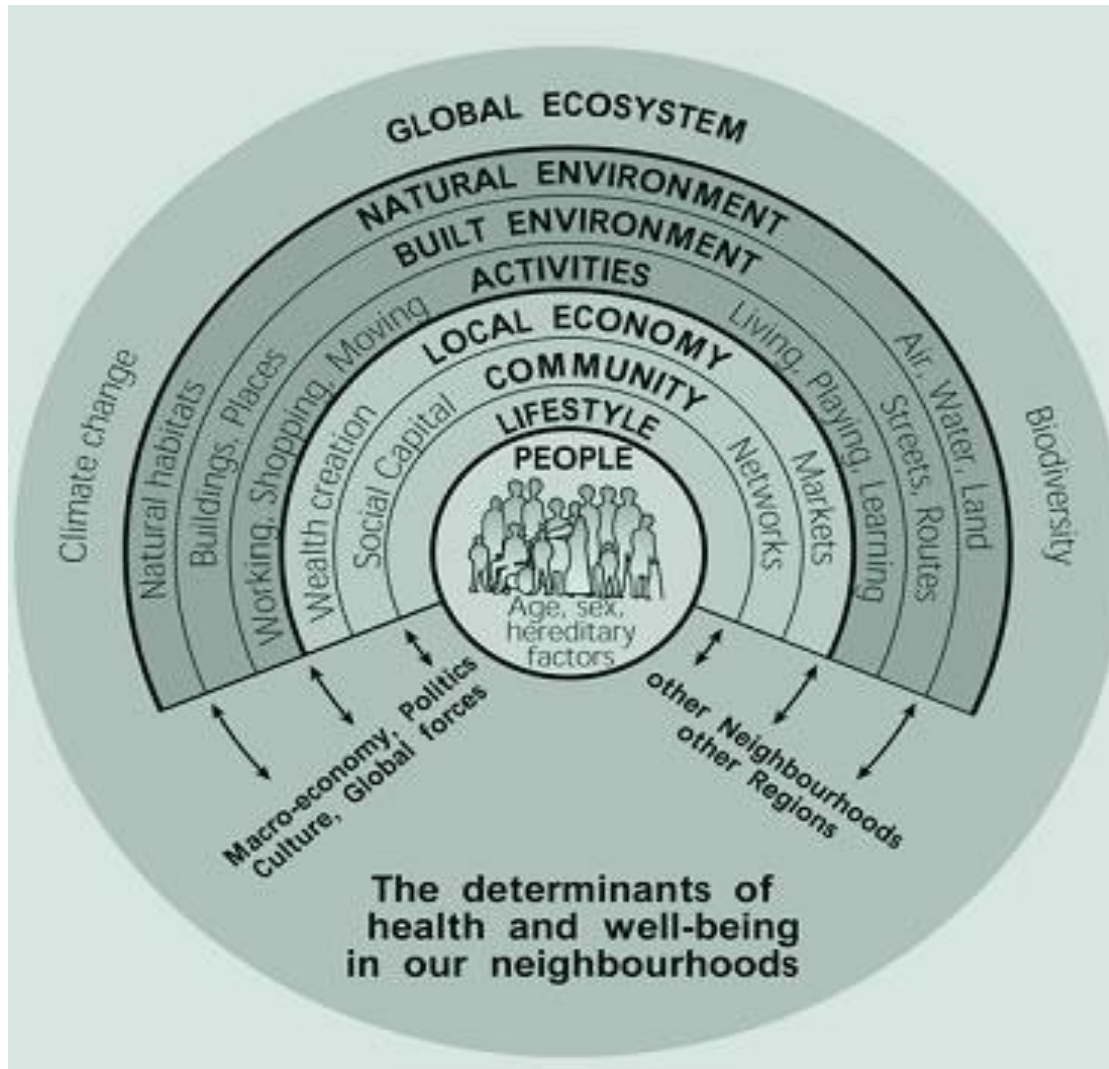 GLOBAL ECOSYSTEM
NATURAL ENVIRONMENT
BUILT ENVIRONMENT
ACTIVITIES
LOCAL ECONOMY
COMMUNITY
LIFESTYLE
PEOPLE
Age, sex,
hereditary
factors
Climate change
Natural habitats
Buildings, Places
Working, Shopping, Moving
Wealth creation
Social Capital
Networks
Markets
Living, Playing, Learning
Streets, Routes
Air, Water, Land
Biodiversity
Macro-economy, Politics
Culture, Global forces
other Neighbourhoods
other Regions
The determinants of
health and well-being
in our neighbourhoods